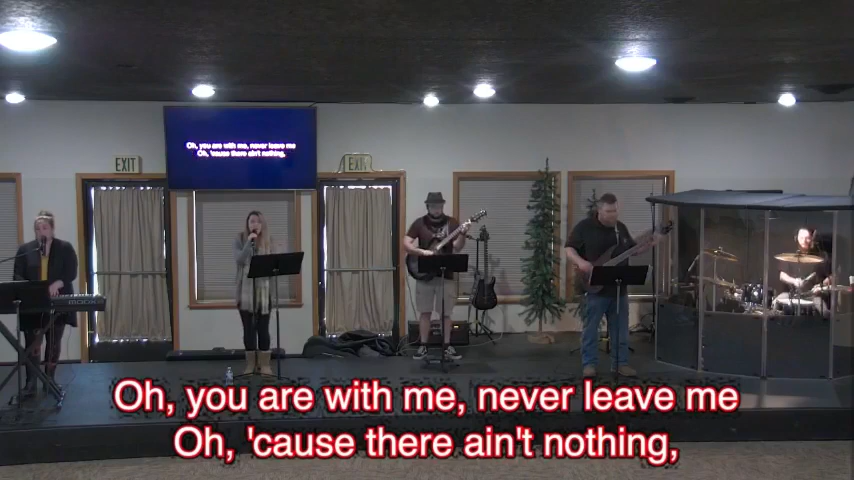 EXIT
Oh, you are with me, never leave me
Oh, 'cause there ain't nothing,
EXIT
MODX
Oh, you are with me, never leave me
Oh, 'cause there ain't nothing,